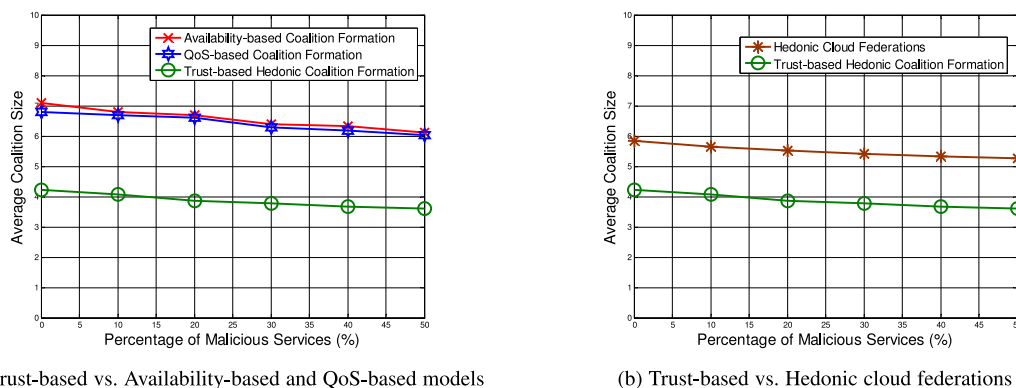 Availability-based Coalition Formation
QoS-based Coalition Formation
Trust-based Hedonic Coalition Formation
Average Coalition Size
10
9
8
7
6
5
4
3
2
1
0
0 5 10 15 20 25 30 35 40 45 50
Percentage of Malicious Services (%)
rust-based vs. Availability-based and QoS-based models
Hedonic Cloud Federations
Trust-based Hedonic Coalition Formation
Average Coalition Size
10
9
8
7
6
5
4
3
2
1
0
0 5 10 15 20 25 30 35 40 45 5
Percentage of Malicious Services (%)
(b) Trust-based vs. Hedonic cloud federations